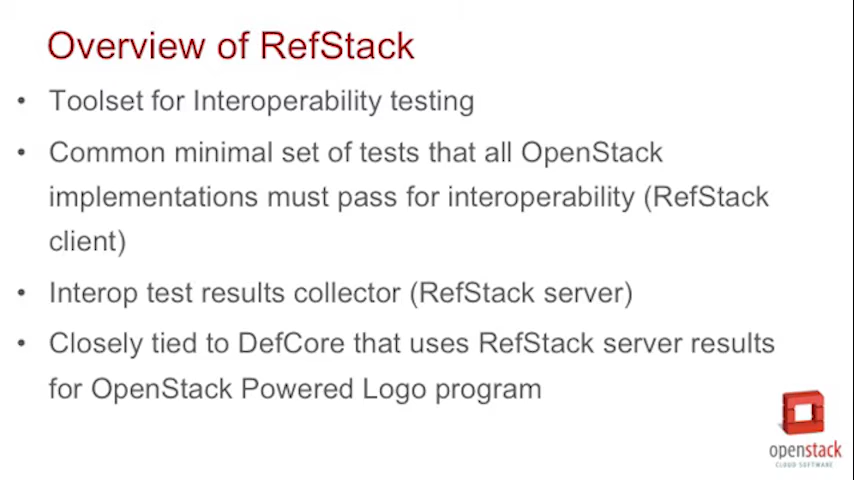 Overview of RefStack
• Toolset for Interoperability testing
• Common minimal set of tests that all OpenStack
implementations must pass for interoperability (RefStack
client)
• Interop test results collector (RefStack server)
• Closely tied to DefCore that uses RefStack server results
for OpenStack Powered Logo program
openstack
CLOUD SOFTWARE